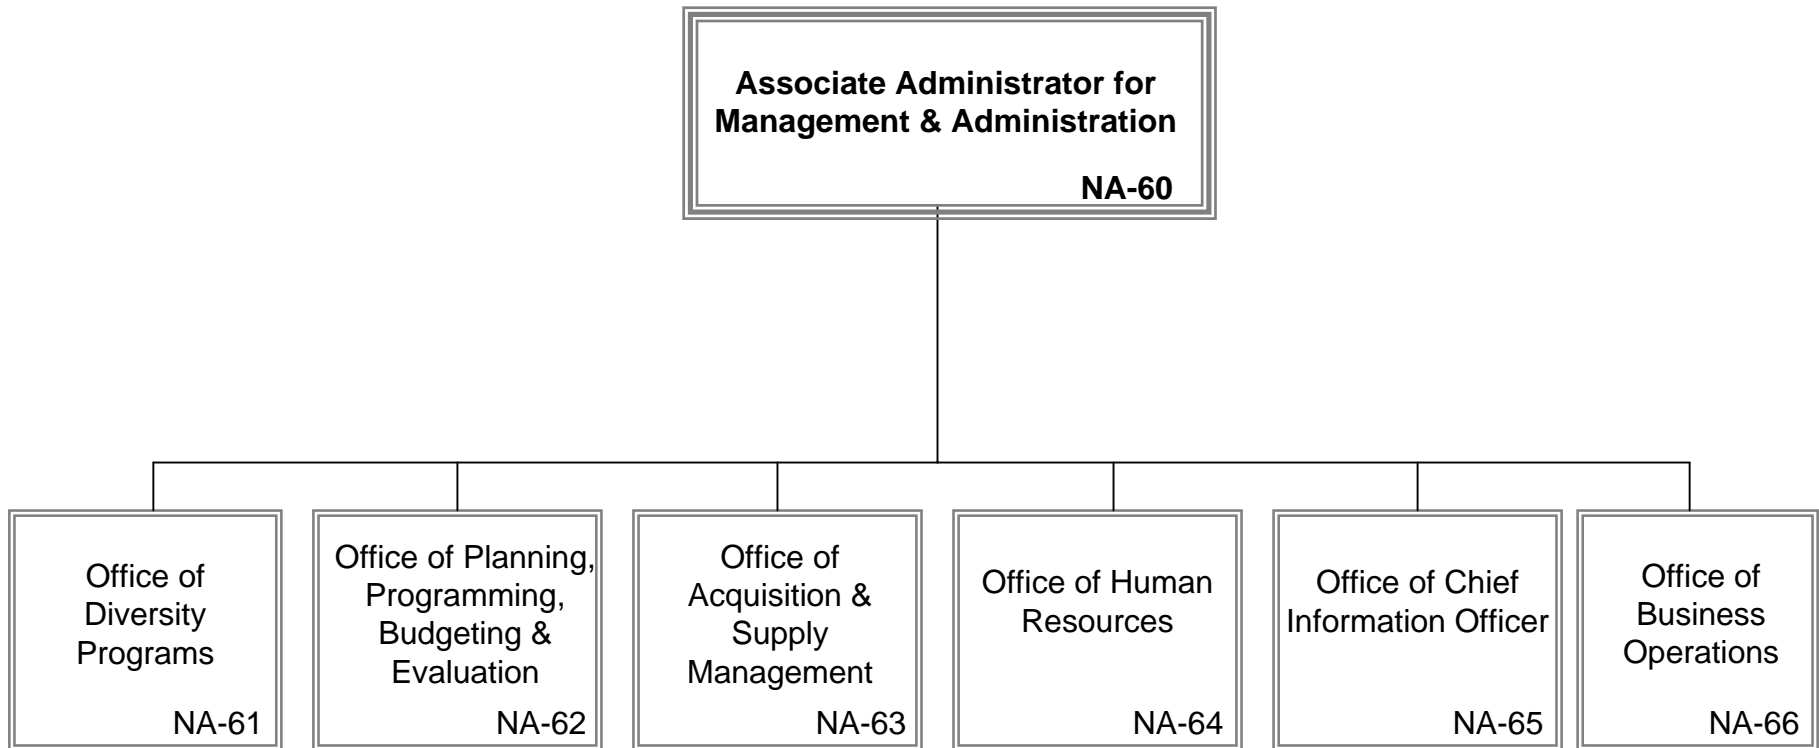 Associate Administrator for
Management & Administration
NA-60
Office of
Diversity
Programs
NA-61
Office of Planning,
Programming,
Budgeting &
Evaluation
NA-62
Office of
Acquisition &
Supply
Management
NA-63
Office of Human
Resources
NA-64
Office of Chief
Information Officer
NA-65
Office of
Business
Operations
NA-66